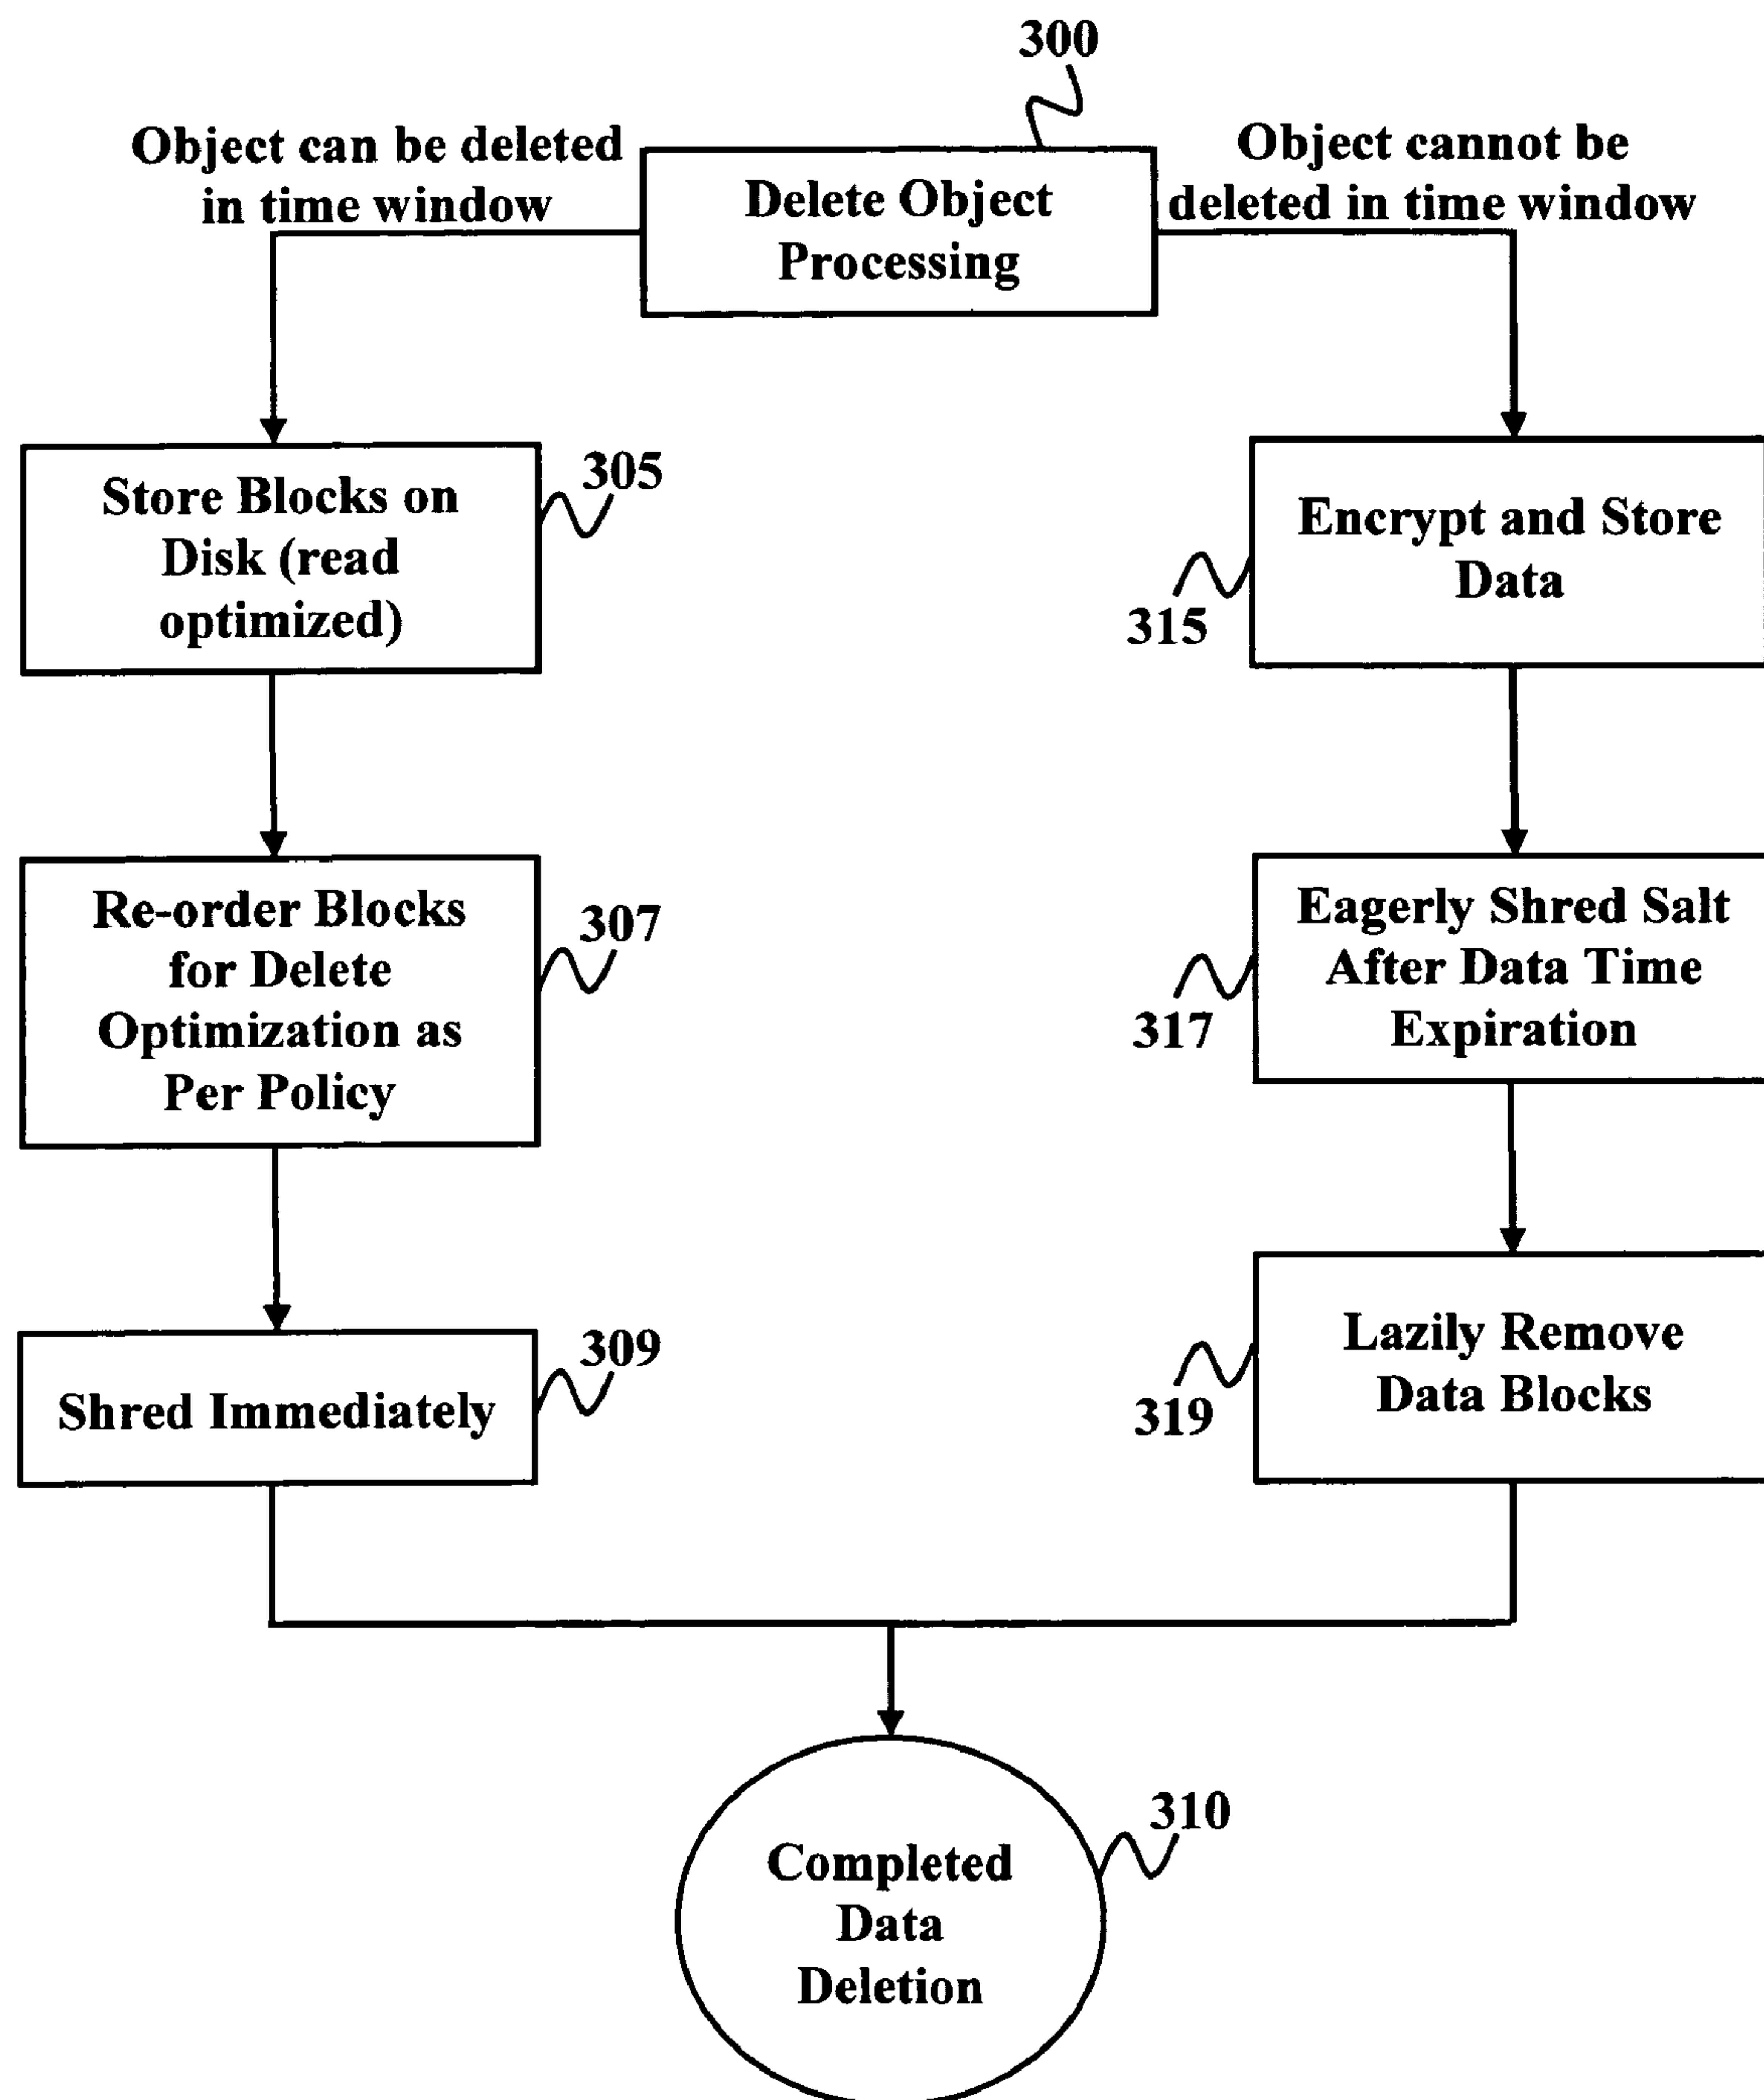 300
Object can be deleted
in time window
Delete Object
Processing
Object cannot be
deleted in time window
Store Blocks on
Disk (read
optimized)
305
Re-order Blocks
for Delete
Optimization as
Per Policy
307
Shred Immediately
309
Encrypt and Store
Data
315
Eagerly Shred Salt
After Data Time
Expiration
317
Lazily Remove
Data Blocks
319
Completed
Data
Deletion
310